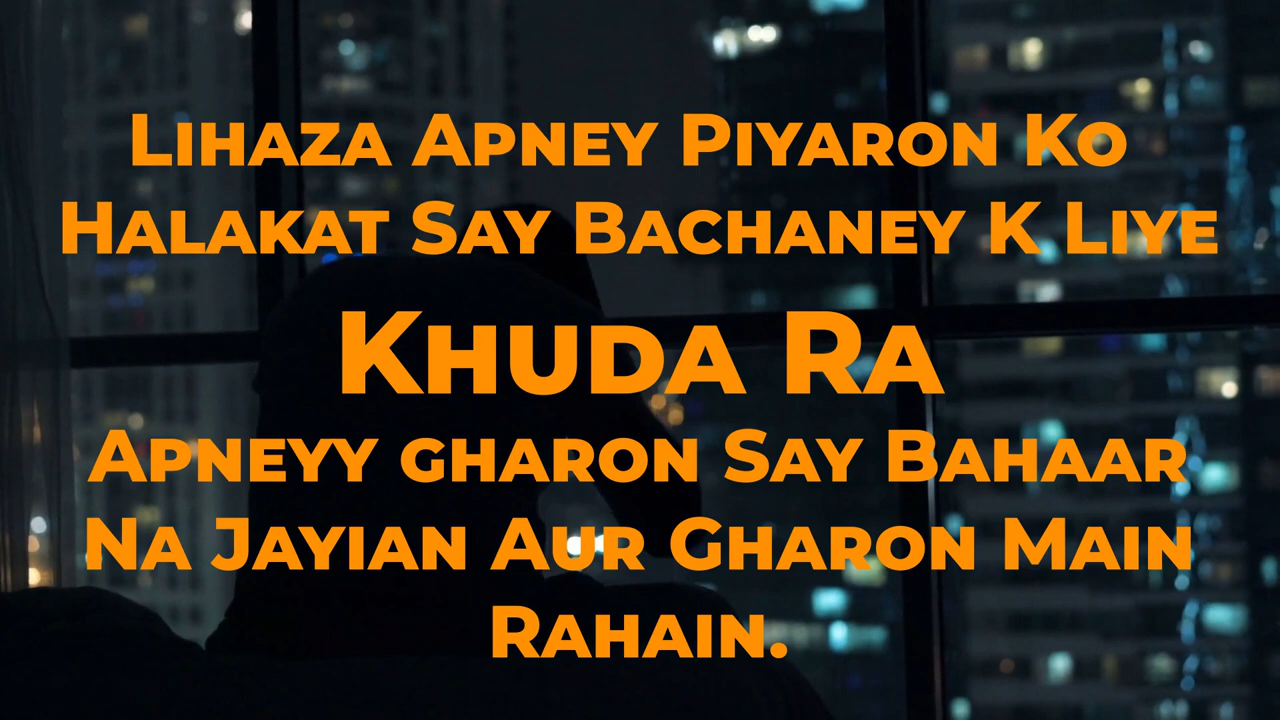 Lihaza Apney Piyaron Ko
Halakat Say Bachaney K Liye
Khuda Ra
Apneyy gharon Say Bahaar
Na Jayian Aur Gharon Main
Rahain.